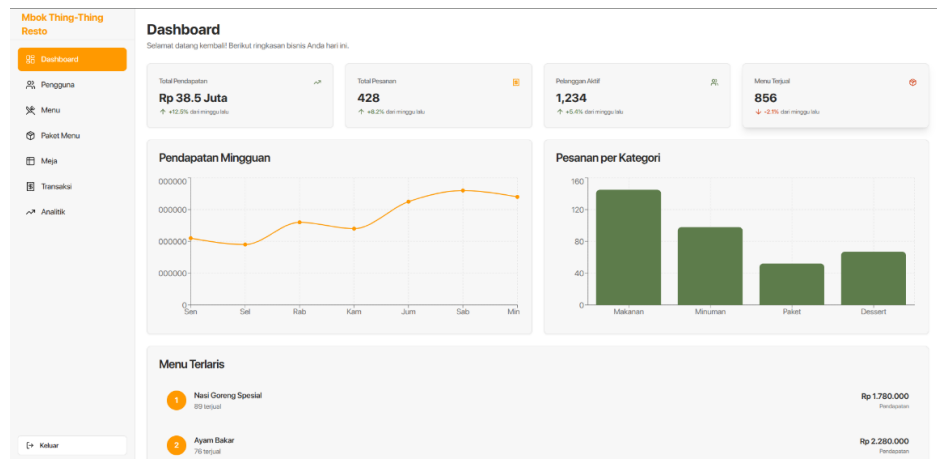 Mbok Thing-Thing
Resto
Dashboard
Pengguna
Menu
Paket Menu
Meja
Transaksi
Analitik
Keluar
Dashboard
Selamat datang kembali! Berikut ringkasan bisnis Anda hari ini.
Total Pendapatan
Rp 38.5 Juta
↑ +12.5% dari minggu lalu
Total Pesanan
428
↑ +8.2% dari minggu lalu
Pelanggan Aktif
1,234
↑ +5.4% dari minggu lalu
Menu Terjual
856
↓ -2.1% dari minggu lalu
Pendapatan Mingguan
000000
000000
000000
000000
0
Sen Sel Rab Kam Jum Sab Min
Pesanan per Kategori
160
120
80
40
0
Makanan Minuman Paket Dessert
Menu Terlaris
1
Nasi Goreng Spesial
89 terjual
Rp 1.780.000
Pendapatan
2
Ayam Bakar
76 terjual
Rp 2.280.000
Pendapatan